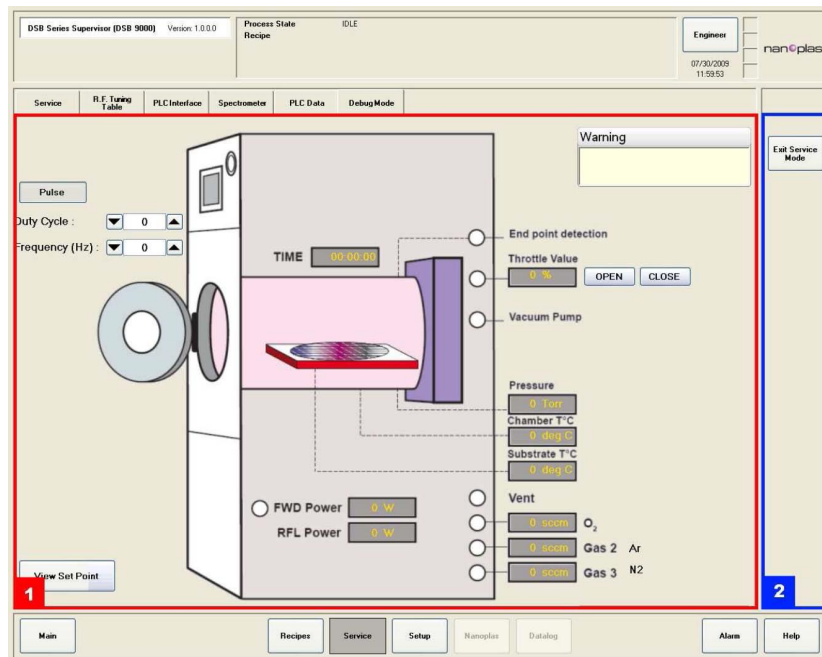 DSB Series Supervisor (DSB 9000) Version: 1.0.0.0
Process State IDLE
Recipe
Engineer
07/30/2009
11:59:53
nanoplas
Service
R.F. Tuning Table
PLC Interface
Spectrometer
PLC Data
Debug Mode
Warning
Exit Service Mode
Pulse
Duty Cycle : 0
Frequency (Hz) : 0
TIME 00:00:00
End point detection
Throttle Value
0 % OPEN CLOSE
Vacuum Pump
Pressure
0 Torr
Chamber T°C
0 deg C
Substrate T°C
0 deg C
Vent
FWD Power 0 W
RFL Power 0 W
0 sccm O2
0 sccm Gas 2 Ar
0 sccm Gas 3 N2
View Set Point
1
2
Main
Recipes
Service
Setup
Nanoplas
Datalog
Alarm
Help